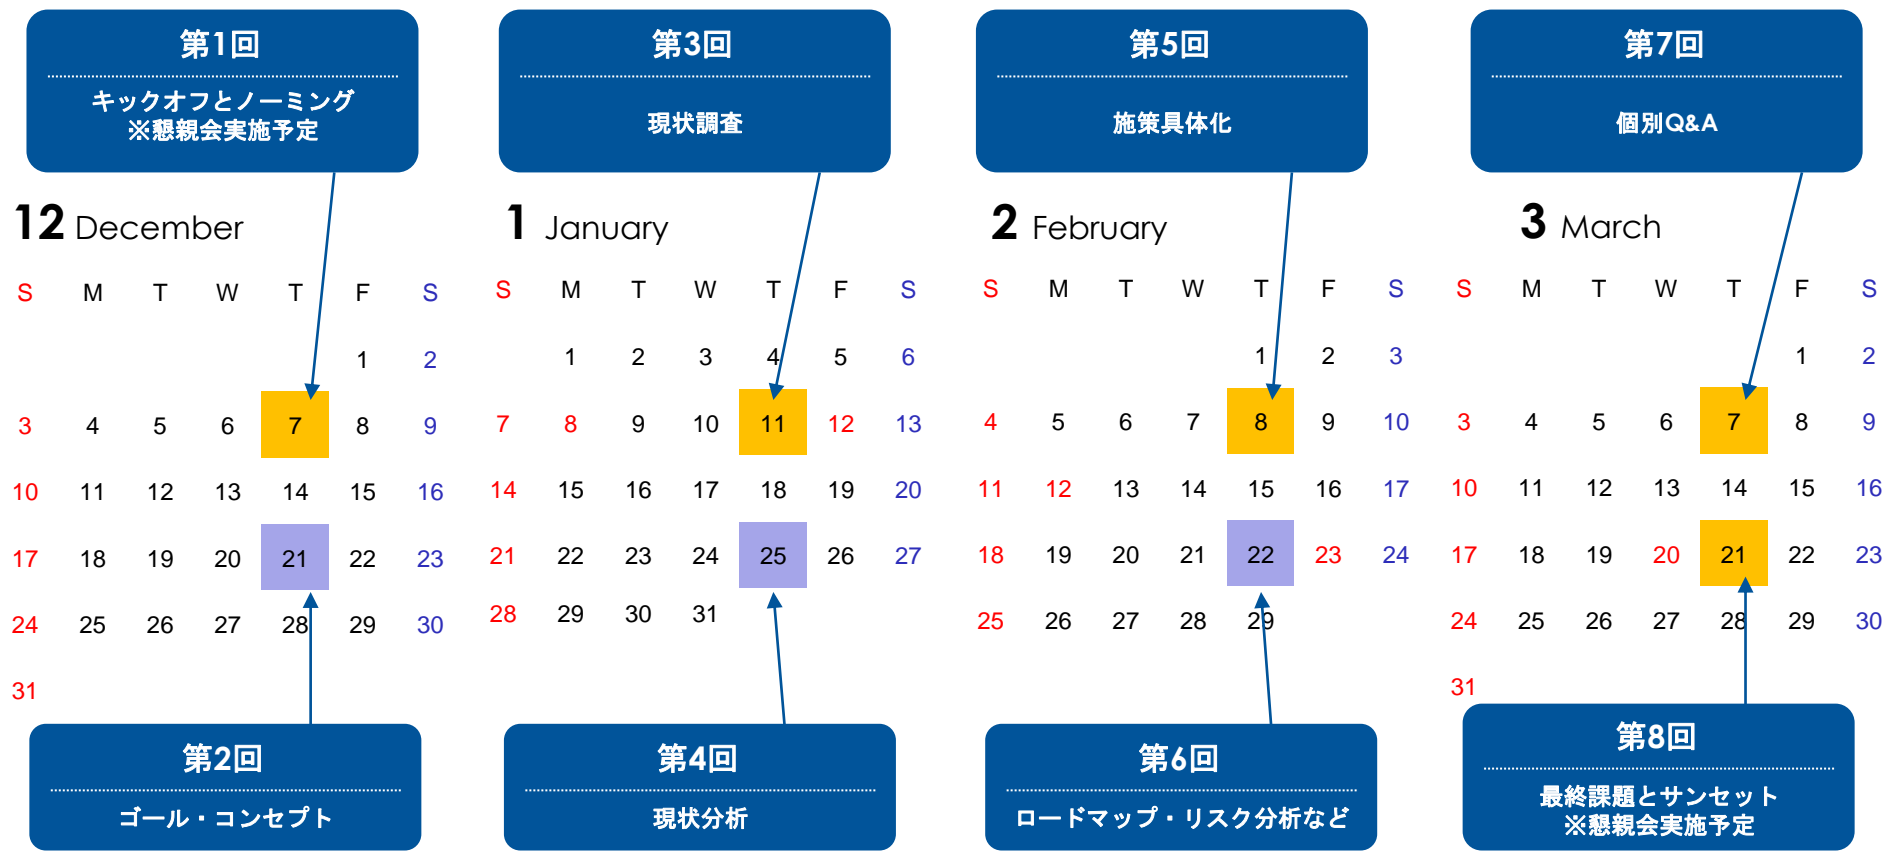 第1回
キックオフとノーミング
※懇親会実施予定
第3回
現状調査
第5回
施策具体化
第7回
個別Q&A
12 December
S M T W T F S
1 2
3 4 5 6 7 8 9
10 11 12 13 14 15 16
17 18 19 20 21 22 23
24 25 26 27 28 29 30
31
1 January
S M T W T F S
1 2 3 4 5 6
7 8 9 10 11 12 13
14 15 16 17 18 19 20
21 22 23 24 25 26 27
28 29 30 31
2 February
S M T W T F S
1 2 3
4 5 6 7 8 9 10
11 12 13 14 15 16 17
18 19 20 21 22 23 24
25 26 27 28 29
3 March
S M T W T F S
1 2
3 4 5 6 7 8 9
10 11 12 13 14 15 16
17 18 19 20 21 22 23
24 25 26 27 28 29 30
31
第2回
ゴール・コンセプト
第4回
現状分析
第6回
ロードマップ・リスク分析など
第8回
最終課題とサンセット
※懇親会実施予定